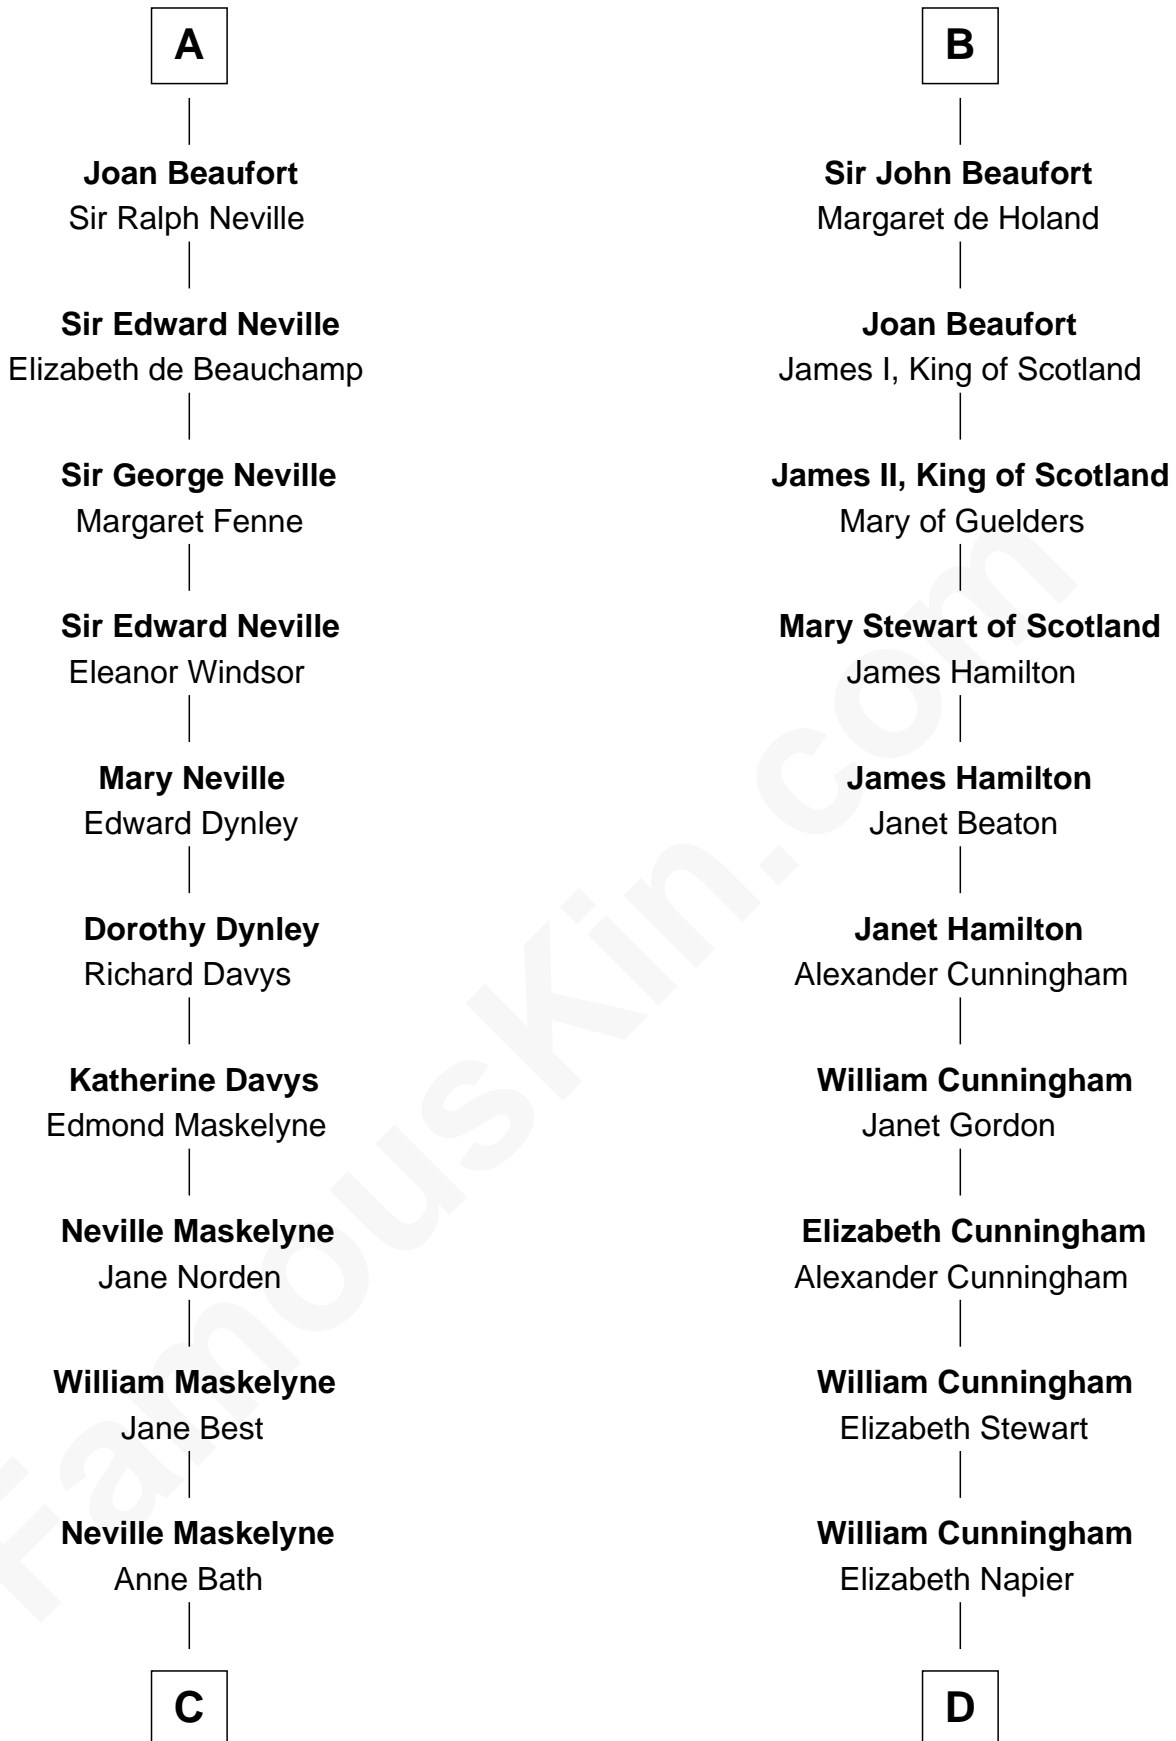 A
Joan Beaufort
Sir Ralph Neville
Sir Edward Neville
Elizabeth de Beauchamp
Sir George Neville
Margaret Fenne
Sir Edward Neville
Eleanor Windsor
Mary Neville
Edward Dynley
Dorothy Dynley
Richard Davys
Katherine Davys
Edmond Maskelyne
Neville Maskelyne
Jane Norden
William Maskelyne
Jane Best
Neville Maskelyne
Anne Bath
C
B
Sir John Beaufort
Margaret de Holand
Joan Beaufort
James I, King of Scotland
James II, King of Scotland
Mary of Guelders
Mary Stewart of Scotland
James Hamilton
James Hamilton
Janet Beaton
Janet Hamilton
Alexander Cunningham
William Cunningham
Janet Gordon
Elizabeth Cunningham
Alexander Cunningham
William Cunningham
Elizabeth Stewart
William Cunningham
Elizabeth Napier
D
FamousKin.com